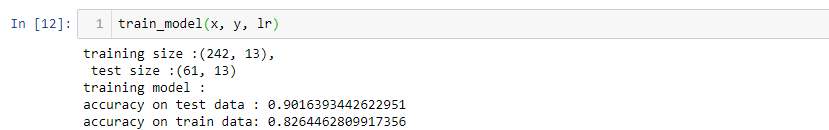 In [12]: 1 train_model(x, y, lr)
training size :(242, 13),
 test size :(61, 13)
training model :
accuracy on test data : 0.9016393442622951
accuracy on train data: 0.8264462809917356